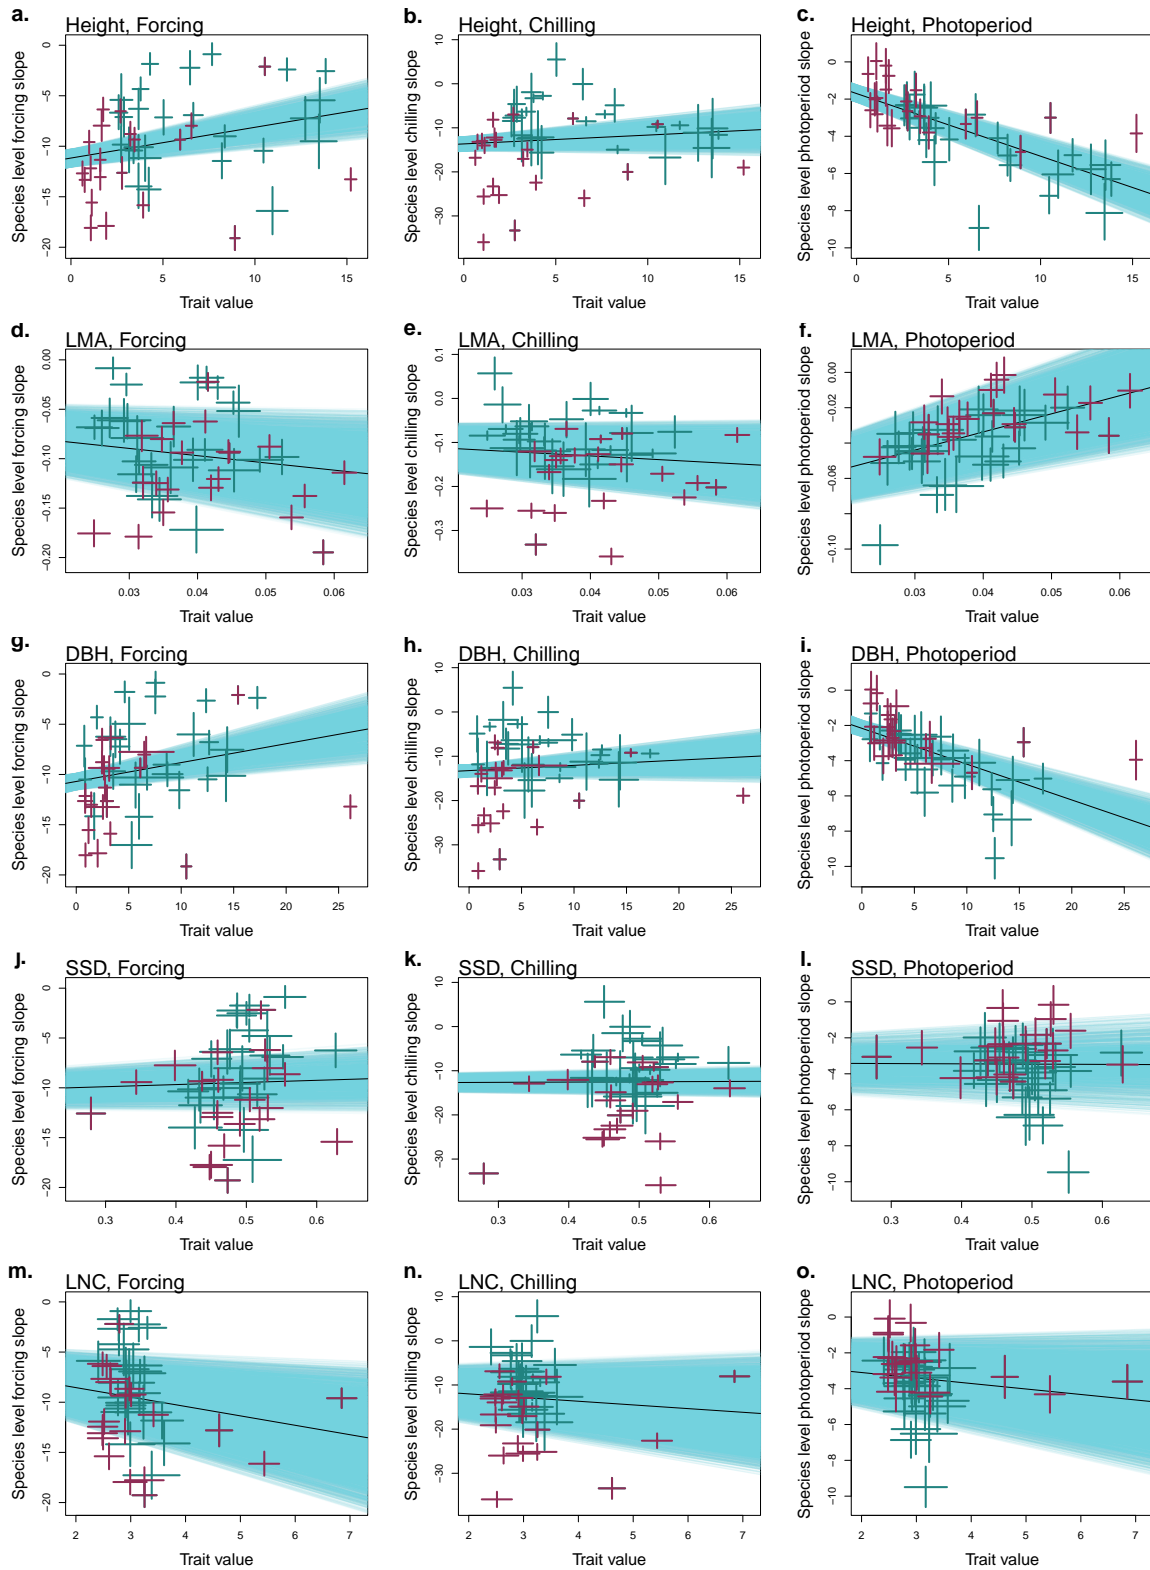 a.
Height, Forcing
Species level forcing slope
0
−5
−10
−15
−20
0 5 10 15
Trait value
b.
Height, Chilling
Species level chilling slope
10
0
−10
−20
−30
0 5 10 15
Trait value
c.
Height, Photoperiod
Species level photoperiod slope
0
−2
−4
−6
−8
−10
0 5 10 15
Trait value
d.
LMA, Forcing
Species level forcing slope
0.00
−0.05
−0.10
−0.15
−0.20
0.03 0.04 0.05 0.06
Trait value
e.
LMA, Chilling
Species level chilling slope
0.1
0.0
−0.1
−0.2
−0.3
0.03 0.04 0.05 0.06
Trait value
f.
LMA, Photoperiod
Species level photoperiod slope
0.00
−0.02
−0.06
−0.10
0.03 0.04 0.05 0.06
Trait value
g.
DBH, Forcing
Species level forcing slope
0
−5
−10
−15
−20
0 5 10 15 20 25
Trait value
h.
DBH, Chilling
Species level chilling slope
10
0
−10
−20
−30
0 5 10 15 20 25
Trait value
i.
DBH, Photoperiod
Species level photoperiod slope
0
−2
−4
−6
−8
−10
0 5 10 15 20 25
Trait value
j.
SSD, Forcing
Species level forcing slope
0
−5
−10
−15
−20
0.3 0.4 0.5 0.6
Trait value
k.
SSD, Chilling
Species level chilling slope
10
0
−10
−20
−30
0.3 0.4 0.5 0.6
Trait value
l.
SSD, Photoperiod
Species level photoperiod slope
0
−2
−4
−6
−8
−10
0.3 0.4 0.5 0.6
Trait value
m.
LNC, Forcing
Species level forcing slope
0
−5
−10
−15
−20
2 3 4 5 6 7
Trait value
n.
LNC, Chilling
Species level chilling slope
10
0
−10
−20
−30
2 3 4 5 6 7
Trait value
o.
LNC, Photoperiod
Species level photoperiod slope
0
−2
−4
−6
−8
−10
2 3 4 5 6 7
Trait value